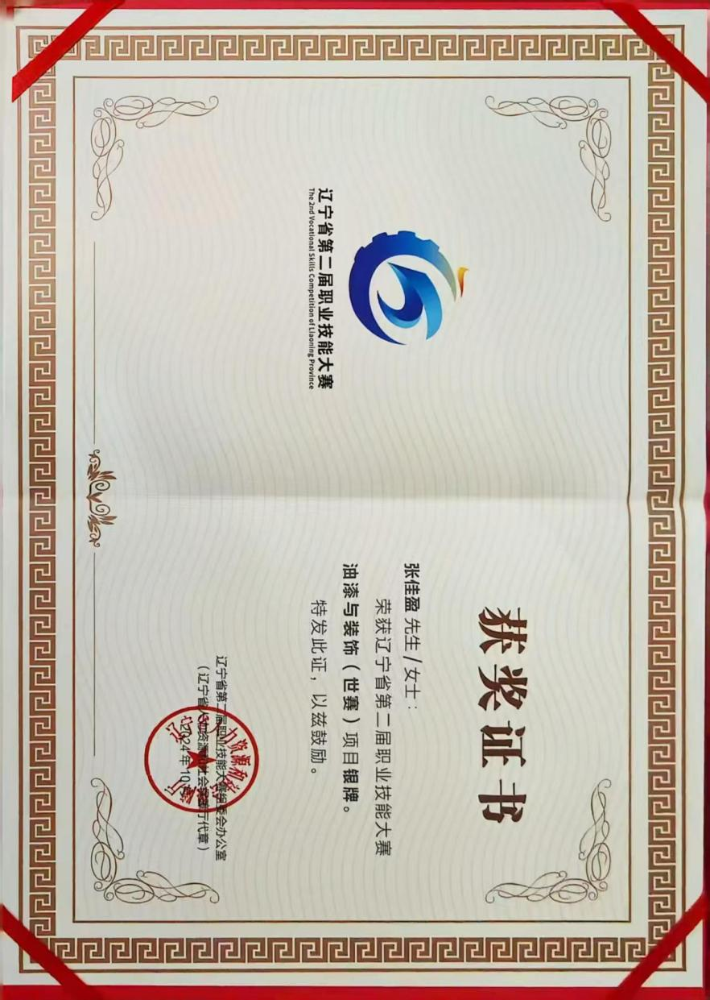 辽宁省第二届职业技能大赛
The 2nd Vocational Skills Competition of Liaoning Province
获奖证书
张佳盈 先生/女士：
荣获辽宁省第二届职业技能大赛
油漆与装饰（世赛）项目银牌。
特发此证，以兹鼓励。
辽宁省第二届职业技能大赛组委会办公室
（辽宁省人力资源和社会保障厅代章）
2024年10月